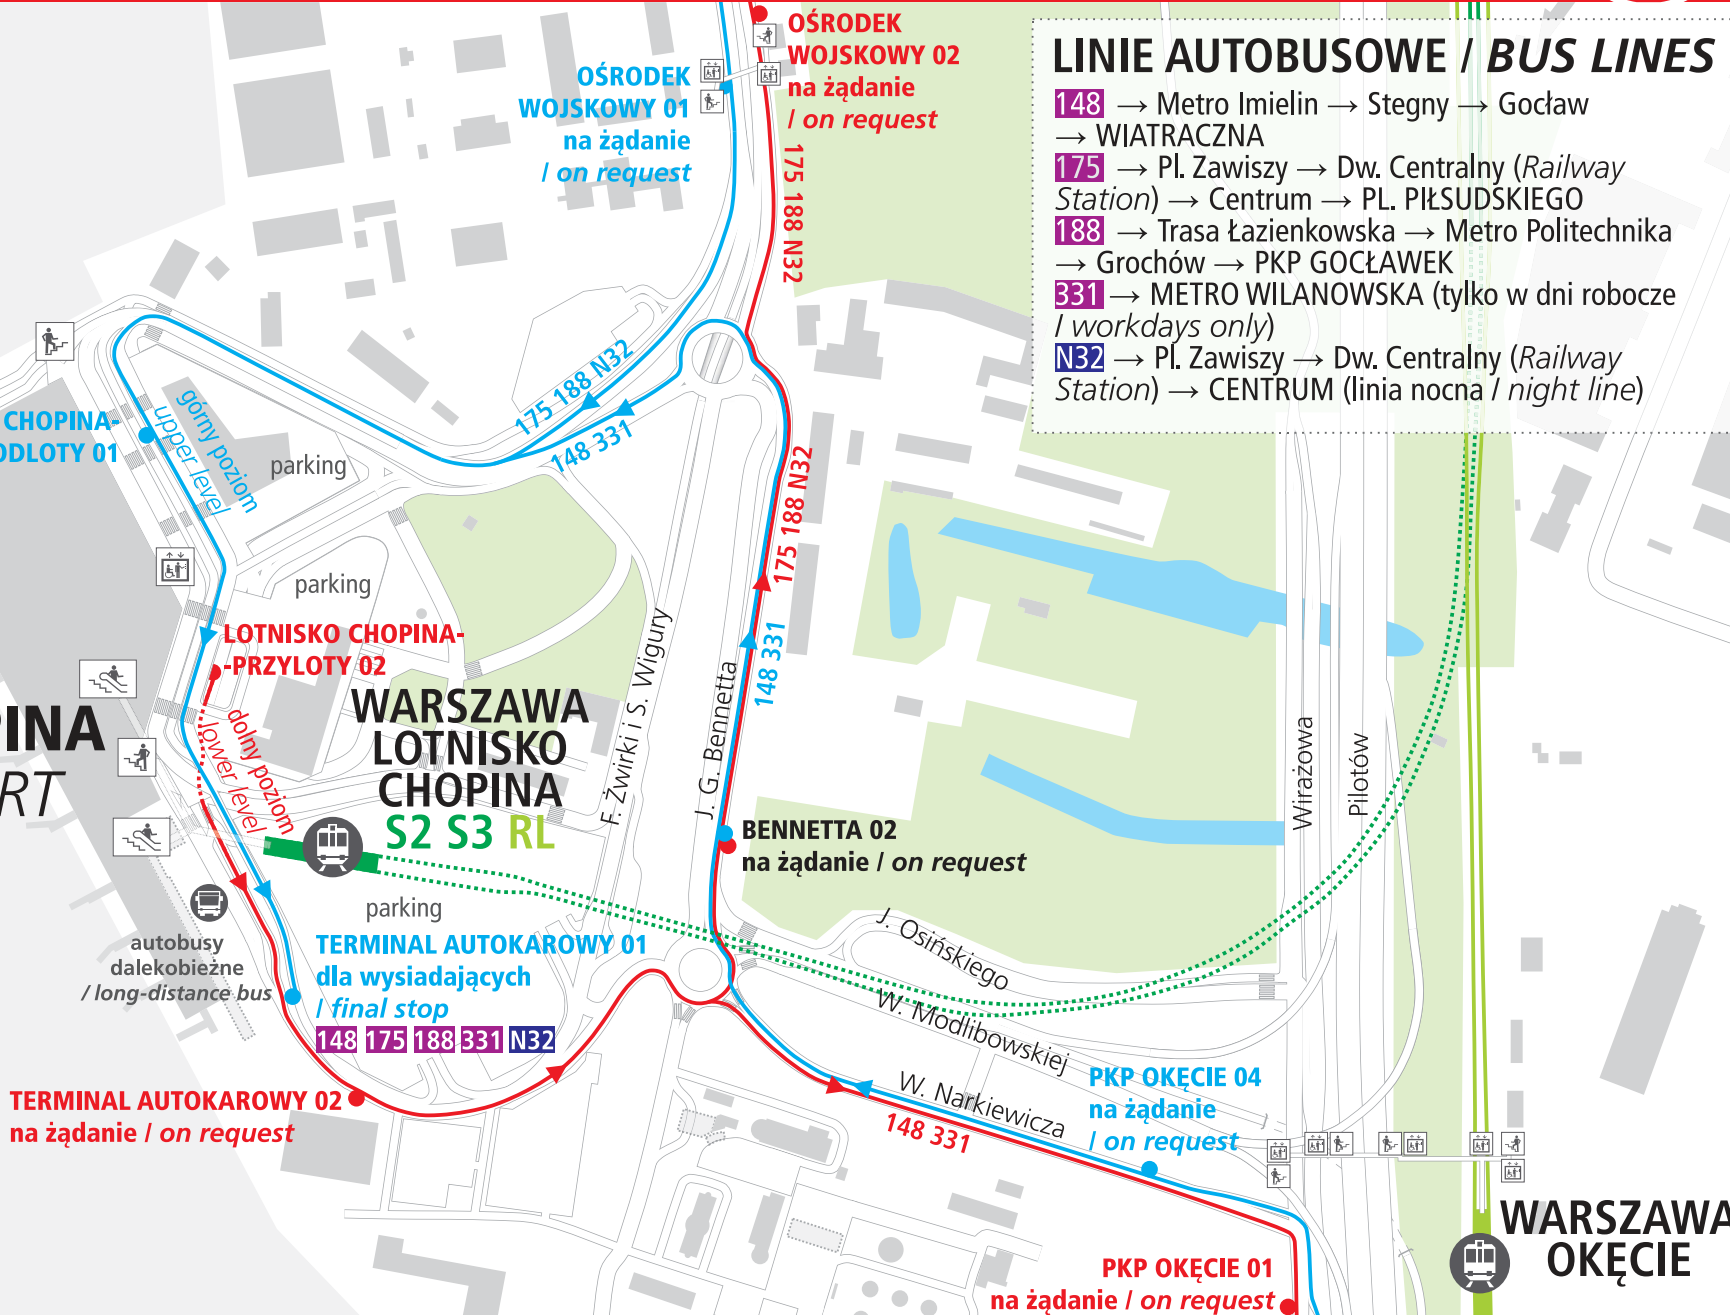 OŚRODEK
WOJSKOWY 02
na żądanie
/ on request
OŚRODEK
WOJSKOWY 01
na żądanie
/ on request
175 188 N32
LINIE AUTOBUSOWE / BUS LINES
148 → Metro Imielin → Stegny → Gocław
→ WIATRACZNA
175 → Pl. Zawiszy → Dw. Centralny (Railway
Station) → Centrum → PL. PIŁSUDSKIEGO
188 → Trasa Łazienkowska → Metro Politechnika
→ Grochów → PKP GOCŁAWEK
331 → METRO WILANOWSKA (tylko w dni robocze
/ workdays only)
N32 → Pl. Zawiszy → Dw. Centralny (Railway
Station) → CENTRUM (linia nocna / night line)
175 188 N32
148 331
CHOPINA-
ODLOTY 01
górny poziom
upper level
parking
175 188 N32
parking
LOTNISKO CHOPINA-
-PRZYLOTY 02
148 331
F. Żwirki i S. Wigury
J. G. Bennetta
PINA
RT
dolny poziom
lower level
WARSZAWA
LOTNISKO
CHOPINA
S2 S3 RL
Wirażowa
Pilotów
BENNETTA 02
na żądanie / on request
parking
autobusy
dalekobieżne
/ long-distance bus
TERMINAL AUTOKAROWY 01
dla wysiadających
/ final stop
148 175 188 331 N32
J. Osińskiego
W. Modlibowskiej
W. Narkiewicza
148 331
TERMINAL AUTOKAROWY 02
na żądanie / on request
PKP OKĘCIE 04
na żądanie
/ on request
WARSZAWA
OKĘCIE
PKP OKĘCIE 01
na żądanie / on request